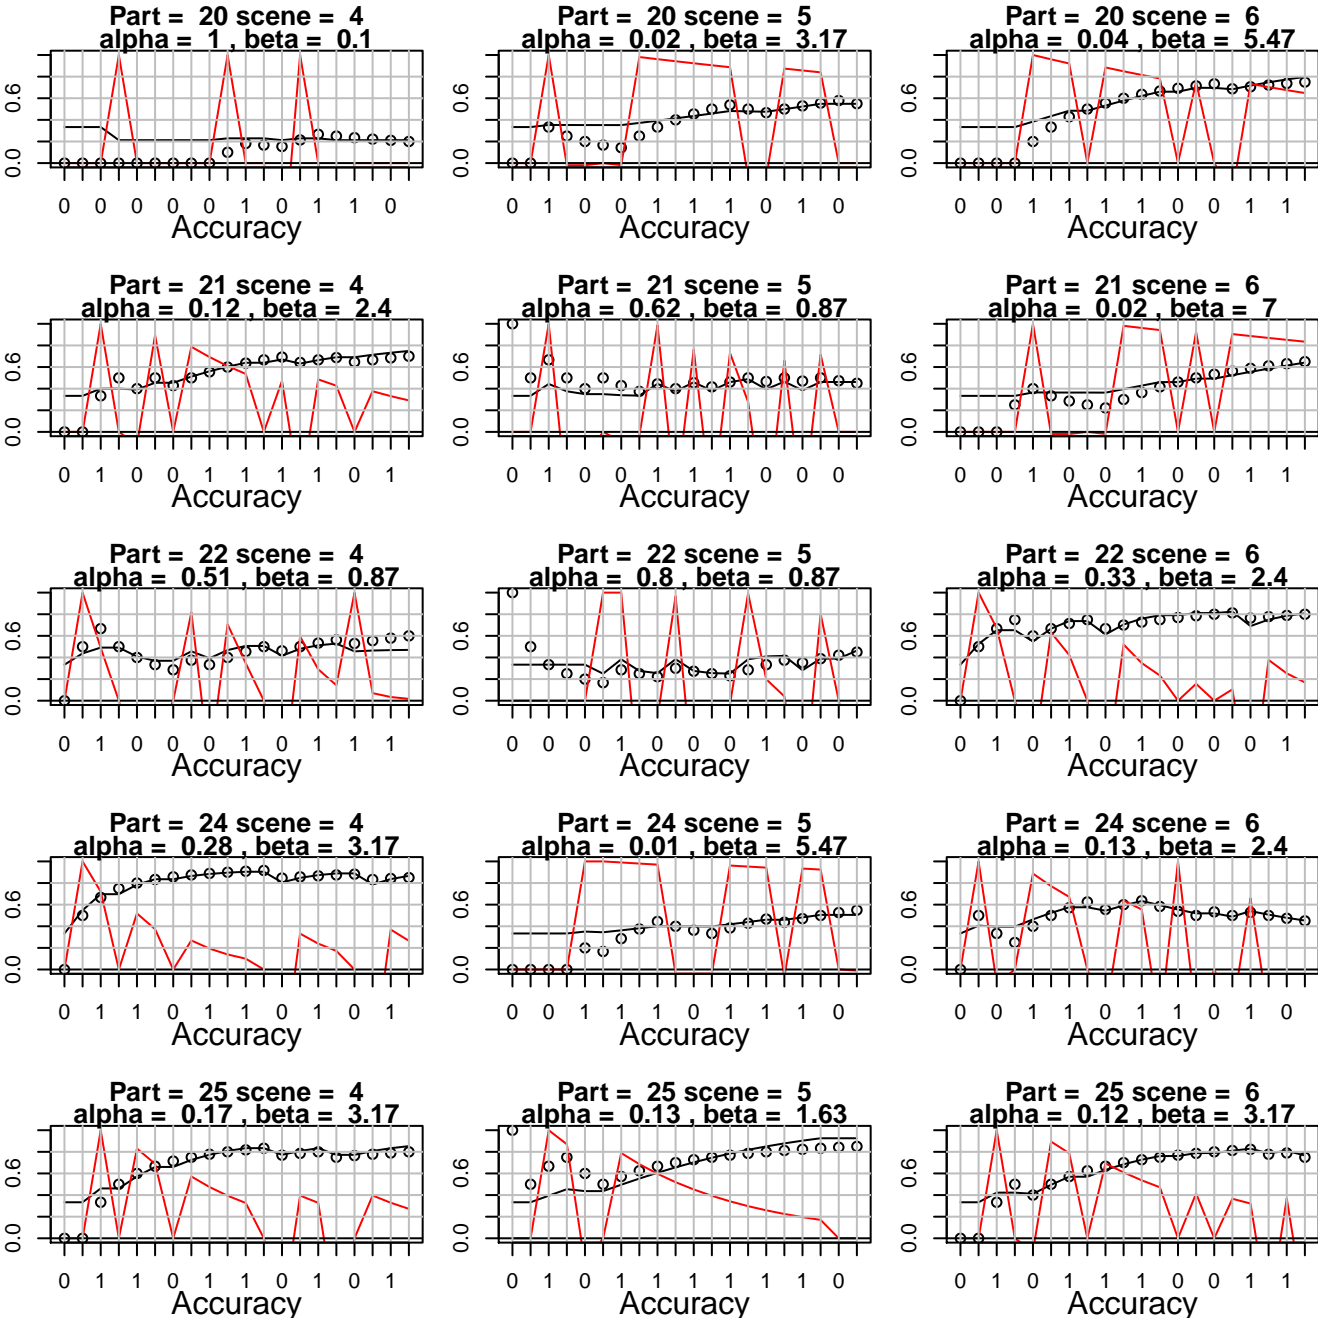 Part = 20 scene = 4
alpha = 1 , beta = 0.1
0.0 0.6
0 0 0 0 0 0 1 1 1 0
Accuracy
Part = 20 scene = 5
alpha = 0.02 , beta = 3.17
0.0 0.6
0 1 0 0 1 1 1 0 1 0
Accuracy
Part = 20 scene = 6
alpha = 0.04 , beta = 5.47
0.0 0.6
0 0 1 1 1 1 0 0 1 1
Accuracy
Part = 21 scene = 4
alpha = 0.12 , beta = 2.4
0.0 0.6
0 1 0 0 1 1 0 1 0 1
Accuracy
Part = 21 scene = 5
alpha = 0.62 , beta = 0.87
0.0 0.6
0 1 0 0 1 1 1 0 0 0
Accuracy
Part = 21 scene = 6
alpha = 0.02 , beta = 7
0.0 0.6
0 0 1 0 0 1 0 0 1 1
Accuracy
Part = 22 scene = 4
alpha = 0.51 , beta = 0.87
0.0 0.6
0 1 0 0 0 1 0 1 1 1
Accuracy
Part = 22 scene = 5
alpha = 0.8 , beta = 0.87
0.0 0.6
0 0 0 1 0 0 0 1 0 0
Accuracy
Part = 22 scene = 6
alpha = 0.33 , beta = 2.4
0.0 0.6
0 1 0 1 0 1 0 0 0 1
Accuracy
Part = 24 scene = 4
alpha = 0.28 , beta = 3.17
0.0 0.6
0 1 1 0 1 1 0 1 0 1
Accuracy
Part = 24 scene = 5
alpha = 0.01 , beta = 5.47
0.0 0.6
0 0 1 1 1 0 1 1 1 0
Accuracy
Part = 24 scene = 6
alpha = 0.13 , beta = 2.4
0.0 0.6
0 0 1 1 0 1 1 0 1 0
Accuracy
Part = 25 scene = 4
alpha = 0.17 , beta = 3.17
0.0 0.6
0 1 1 0 1 1 0 1 0 1
Accuracy
Part = 25 scene = 5
alpha = 0.13 , beta = 1.63
0.0 0.6
0 1 0 1 1 1 1 1 1 0
Accuracy
Part = 25 scene = 6
alpha = 0.12 , beta = 3.17
0.0 0.6
0 1 0 1 1 1 0 0 1 1
Accuracy